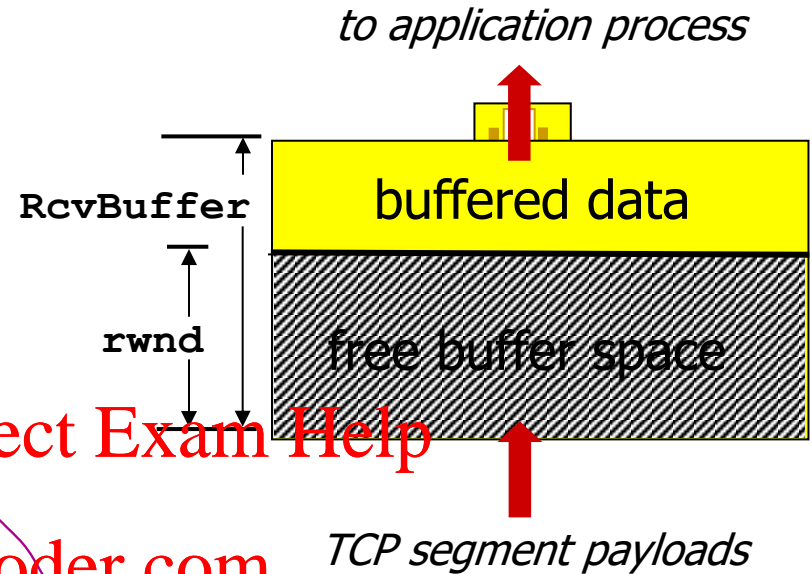 to application process
RcvBuffer
buffered data
rwnd
free buffer space
ect Exam Help
TCP segment payloads
oder.com